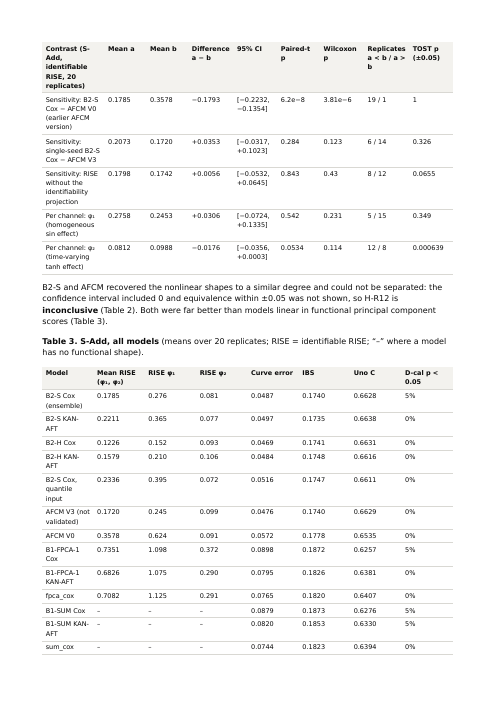 Contrast (S-Add, identifiable RISE, 20 replicates) | Mean a | Mean b | Difference a − b | 95% CI | Paired-t p | Wilcoxon p | Replicates a < b / a > b | TOST p (±0.05)
Sensitivity: B2-S Cox − AFCM V0 (earlier AFCM version) | 0.1785 | 0.3578 | −0.1793 | [−0.2232, −0.1354] | 6.2e−8 | 3.81e−6 | 19 / 1 | 1
Sensitivity: single-seed B2-S Cox − AFCM V3 | 0.2073 | 0.1720 | +0.0353 | [−0.0317, +0.1023] | 0.284 | 0.123 | 6 / 14 | 0.326
Sensitivity: RISE without the identifiability projection | 0.1798 | 0.1742 | +0.0056 | [−0.0532, +0.0645] | 0.843 | 0.43 | 8 / 12 | 0.0655
Per channel: φ₁ (homogeneous sin effect) | 0.2758 | 0.2453 | +0.0306 | [−0.0724, +0.1335] | 0.542 | 0.231 | 5 / 15 | 0.349
Per channel: φ₂ (time-varying tanh effect) | 0.0812 | 0.0988 | −0.0176 | [−0.0356, +0.0003] | 0.0534 | 0.114 | 12 / 8 | 0.000639
B2-S and AFCM recovered the nonlinear shapes to a similar degree and could not be separated: the
confidence interval included 0 and equivalence within ±0.05 was not shown, so H-R12 is
inconclusive (Table 2). Both were far better than models linear in functional principal component
scores (Table 3).
Table 3. S-Add, all models (means over 20 replicates; RISE = identifiable RISE; “–” where a model
has no functional shape).
Model | Mean RISE (φ₁, φ₂) | RISE φ₁ | RISE φ₂ | Curve error | IBS | Uno C | D-cal p < 0.05
B2-S Cox (ensemble) | 0.1785 | 0.276 | 0.081 | 0.0487 | 0.1740 | 0.6628 | 5%
B2-S KAN-AFT | 0.2211 | 0.365 | 0.077 | 0.0497 | 0.1735 | 0.6638 | 0%
B2-H Cox | 0.1226 | 0.152 | 0.093 | 0.0469 | 0.1741 | 0.6631 | 0%
B2-H KAN-AFT | 0.1579 | 0.210 | 0.106 | 0.0484 | 0.1748 | 0.6616 | 0%
B2-S Cox, quantile input | 0.2336 | 0.395 | 0.072 | 0.0516 | 0.1747 | 0.6611 | 0%
AFCM V3 (not validated) | 0.1720 | 0.245 | 0.099 | 0.0476 | 0.1740 | 0.6629 | 0%
AFCM V0 | 0.3578 | 0.624 | 0.091 | 0.0572 | 0.1778 | 0.6535 | 0%
B1-FPCA-1 Cox | 0.7351 | 1.098 | 0.372 | 0.0898 | 0.1872 | 0.6257 | 5%
B1-FPCA-1 KAN-AFT | 0.6826 | 1.075 | 0.290 | 0.0795 | 0.1826 | 0.6381 | 0%
fpca_cox | 0.7082 | 1.125 | 0.291 | 0.0765 | 0.1820 | 0.6407 | 0%
B1-SUM Cox | – | – | – | 0.0879 | 0.1873 | 0.6276 | 5%
B1-SUM KAN-AFT | – | – | – | 0.0820 | 0.1853 | 0.6330 | 5%
sum_cox | – | – | – | 0.0744 | 0.1823 | 0.6394 | 0%